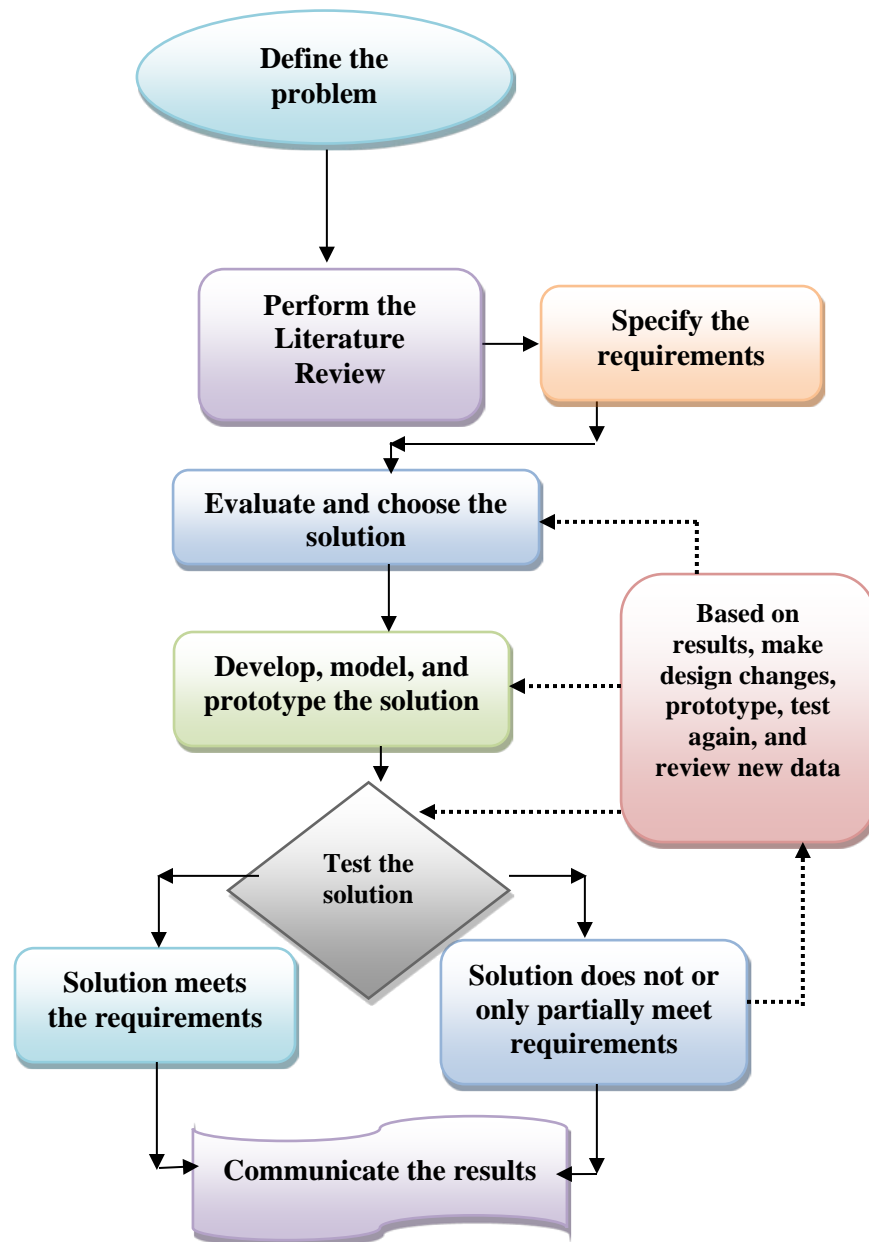 Define the
problem
Perform the
Literature
Review
Specify the
requirements
Evaluate and choose the
solution
Based on
results, make
design changes,
prototype, test
again, and
review new data
Develop, model, and
prototype the solution
Test the
solution
Solution meets
the requirements
Solution does not or
only partially meet
requirements
Communicate the results